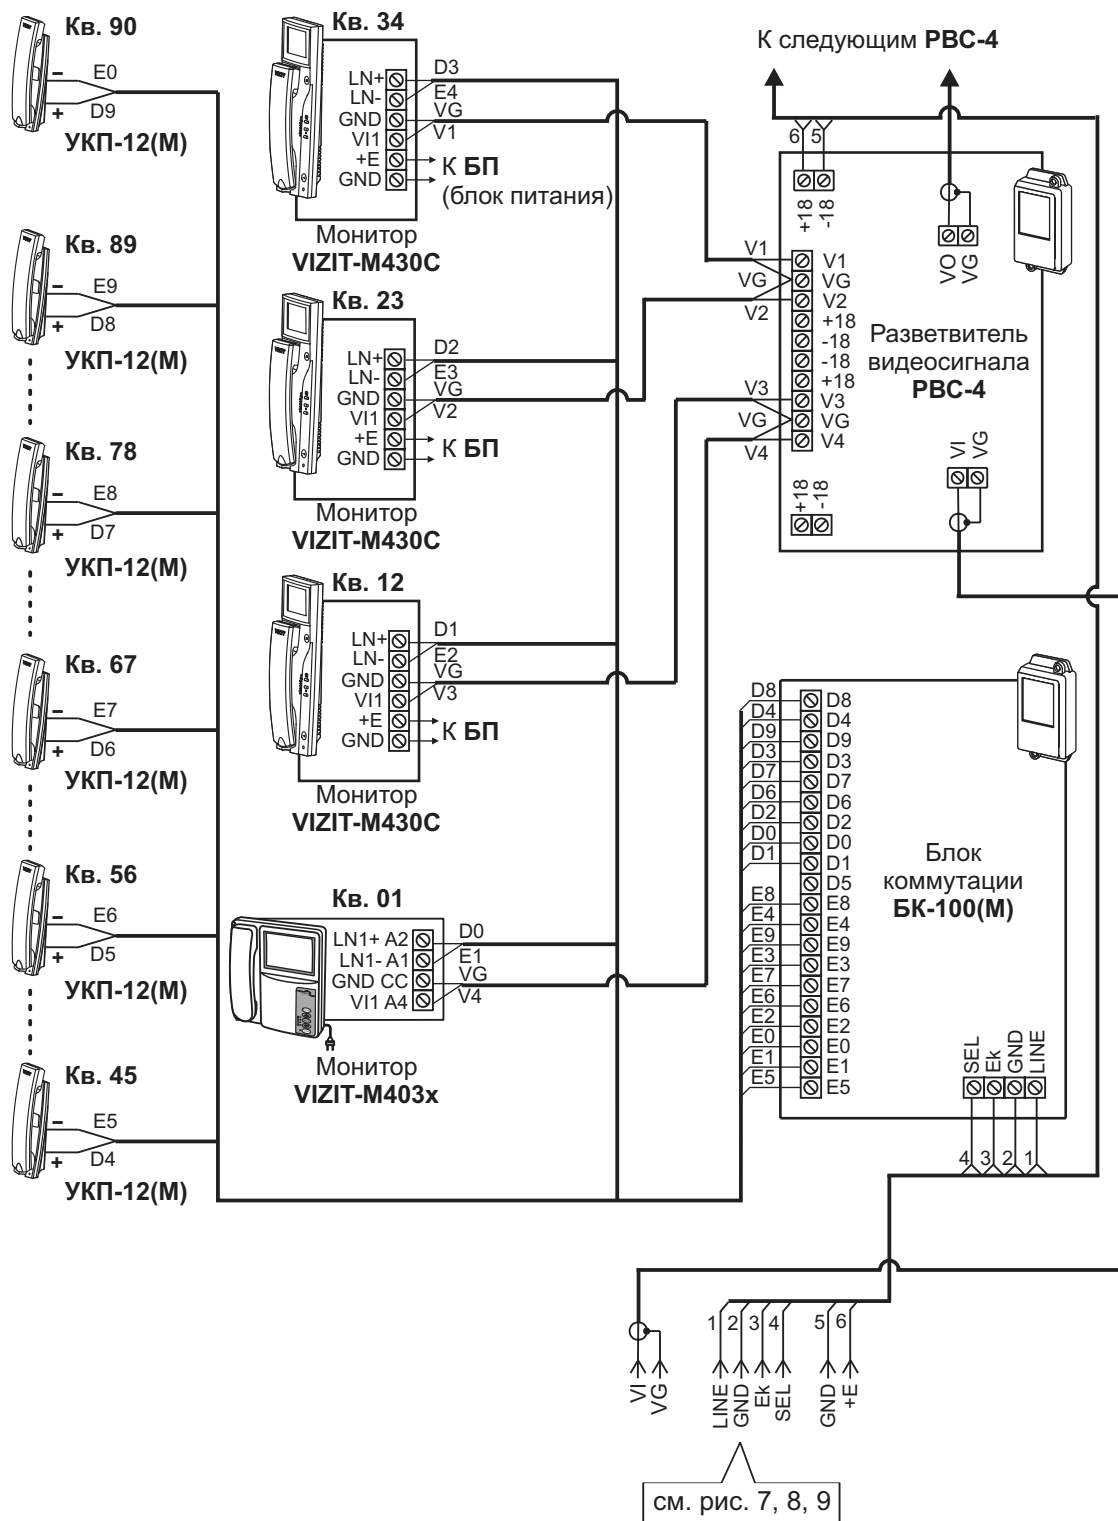 Кв. 90
−
E0
+
D9
УКП-12(М)
Кв. 89
−
E9
+
D8
УКП-12(М)
Кв. 78
−
E8
+
D7
УКП-12(М)
Кв. 67
−
E7
+
D6
УКП-12(М)
Кв. 56
−
E6
+
D5
УКП-12(М)
Кв. 45
−
E5
+
D4
УКП-12(М)
Кв. 34
LN+
LN-
GND
VI1
+E
GND
D3
E4
VG
V1
К БП
(блок питания)
Монитор
VIZIT-M430C
Кв. 23
LN+
LN-
GND
VI1
+E
GND
D2
E3
VG
V2
К БП
Монитор
VIZIT-M430C
Кв. 12
LN+
LN-
GND
VI1
+E
GND
D1
E2
VG
V3
К БП
Монитор
VIZIT-M430C
Кв. 01
LN1+ A2
LN1- A1
GND CC
VI1 A4
D0
E1
VG
V4
Монитор
VIZIT-M403x
К следующим РВС-4
6
5
+18
-18
VO
VG
V1
VG
V2
V3
VG
V4
V1
VG
V2
+18
-18
-18
+18
V3
VG
V4
Разветвитель
видеосигнала
РВС-4
VI
VG
+18
-18
D8
D4
D9
D3
D7
D6
D2
D0
D1
E8
E4
E9
E3
E7
E6
E2
E0
E1
E5
D8
D4
D9
D3
D7
D6
D2
D0
D1
D5
E8
E4
E9
E3
E7
E6
E2
E0
E1
E5
Блок
коммутации
БК-100(М)
SEL
Ek
GND
LINE
4
3
2
1
1
2
3
4
5
6
VI
VG
LINE
GND
Ek
SEL
GND
+E
см. рис. 7, 8, 9